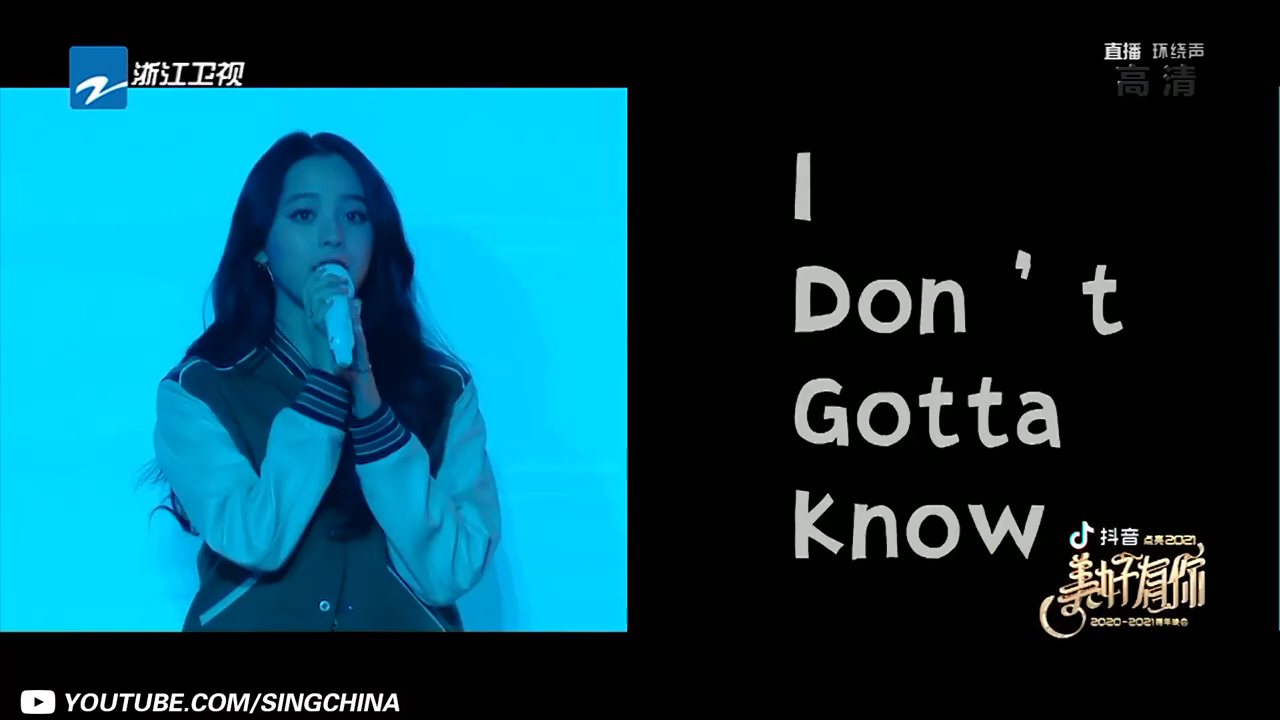 浙江卫视
直播 环绕声
高清
I
Don't
Gotta
Know
抖音 点亮2021
美好有你
2020-2021跨年晚会
YOUTUBE.COM/SINGCHINA